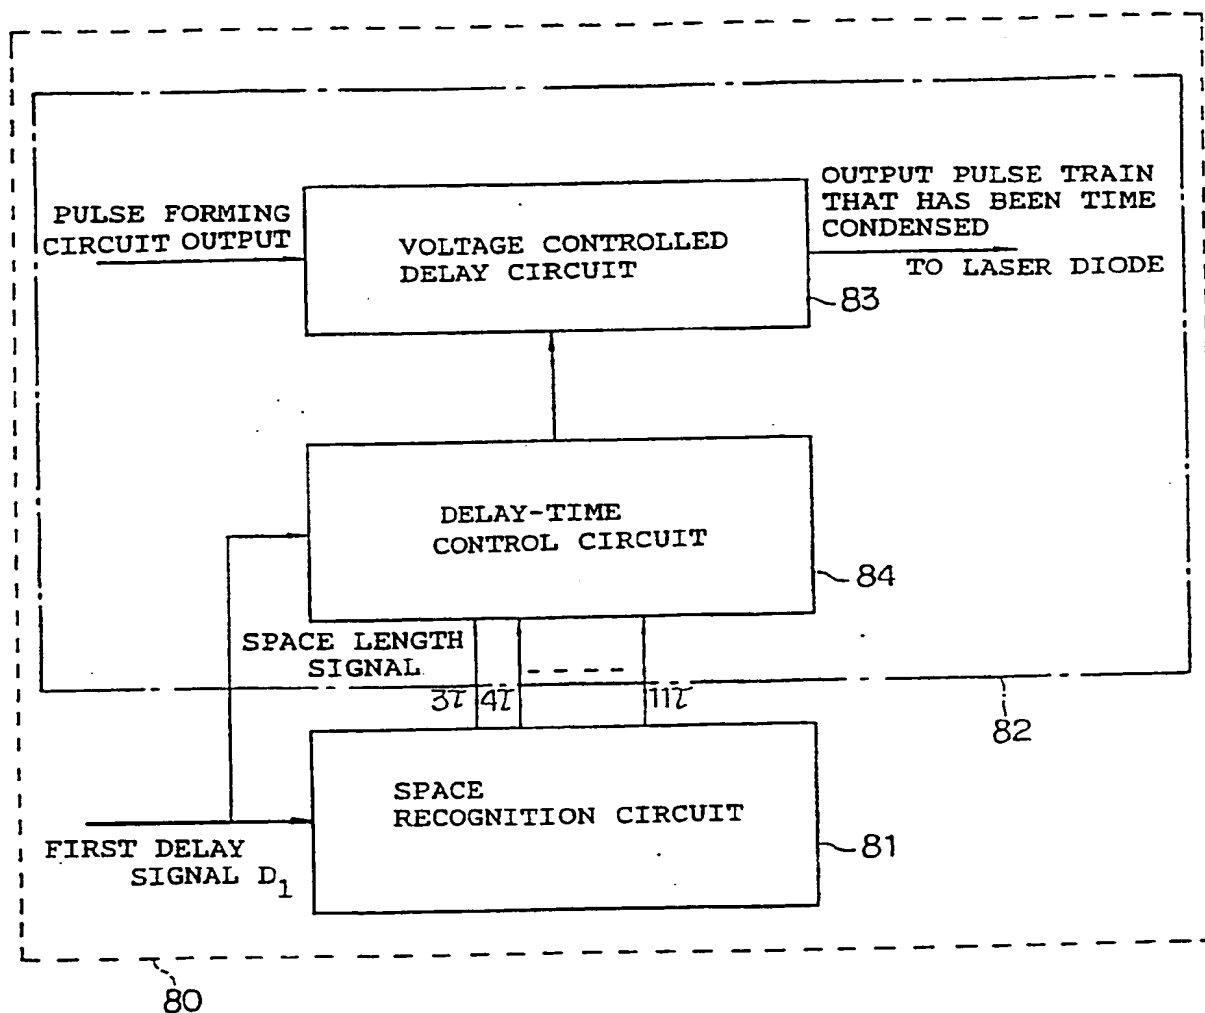 PULSE FORMING
CIRCUIT OUTPUT
VOLTAGE CONTROLLED
DELAY CIRCUIT
OUTPUT PULSE TRAIN
THAT HAS BEEN TIME
CONDENSED
TO LASER DIODE
83
DELAY-TIME
CONTROL CIRCUIT
84
SPACE LENGTH
SIGNAL
3τ 4τ 11τ
82
SPACE
RECOGNITION CIRCUIT
81
FIRST DELAY
SIGNAL D₁
80